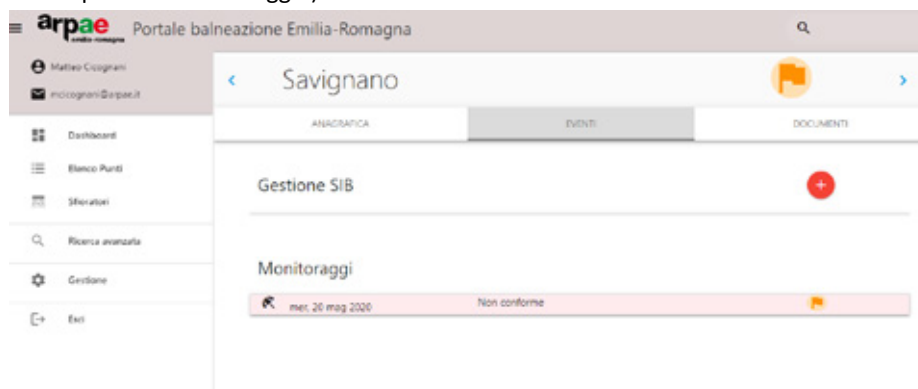 arpae Portale balneazione Emilia-Romagna
emilia-romagna
Matteo Cicognani
mcicognani@arpae.it
Savignano
ANAGRAFICA EVENTI DOCUMENTI
Dashboard
Elenco Punti
Sfioratori
Ricerca avanzata
Gestione
Esci
Gestione SIB
Monitoraggi
mer, 20 mag 2020 Non conforme